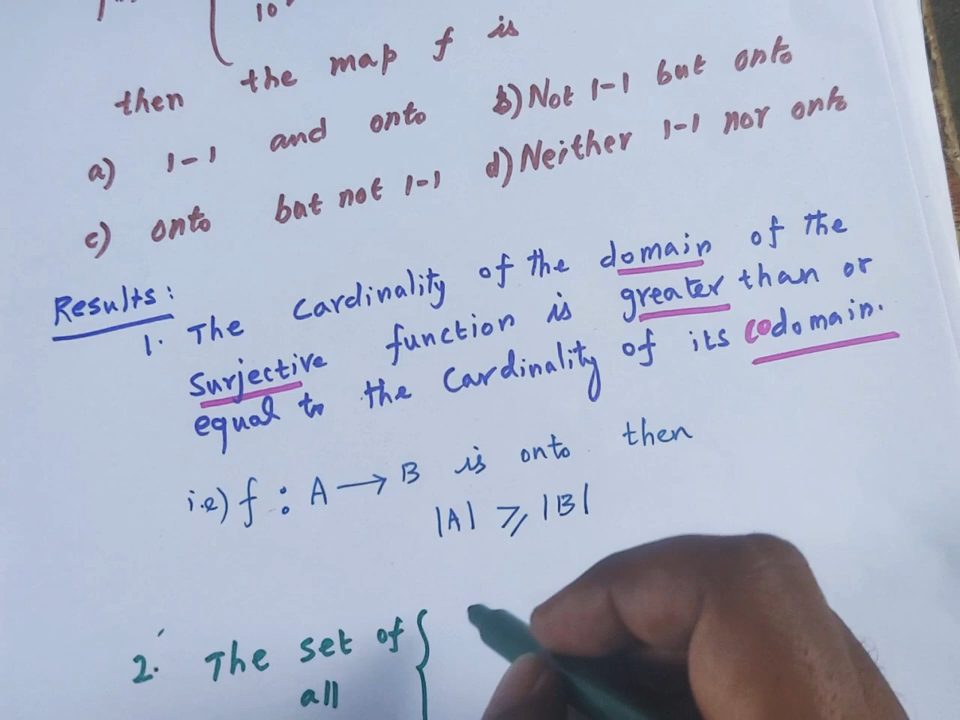 10
then the map f is
a) 1-1 and onto b) Not 1-1 but onto
c) onto but not 1-1 d) Neither 1-1 nor onto
Results:
1. The cardinality of the domain of the
surjective function is greater than or
equal to the cardinality of its codomain.
i.e) f : A → B is onto then
|A| ⩾ |B|
2. The set of {
all